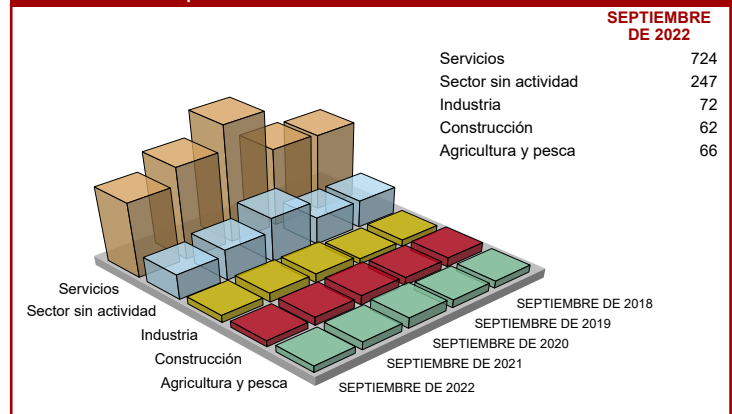 SEPTIEMBRE
DE 2022
Servicios 724
Sector sin actividad 247
Industria 72
Construcción 62
Agricultura y pesca 66
Servicios
Sector sin actividad
Industria
Construcción
Agricultura y pesca
SEPTIEMBRE DE 2018
SEPTIEMBRE DE 2019
SEPTIEMBRE DE 2020
SEPTIEMBRE DE 2021
SEPTIEMBRE DE 2022